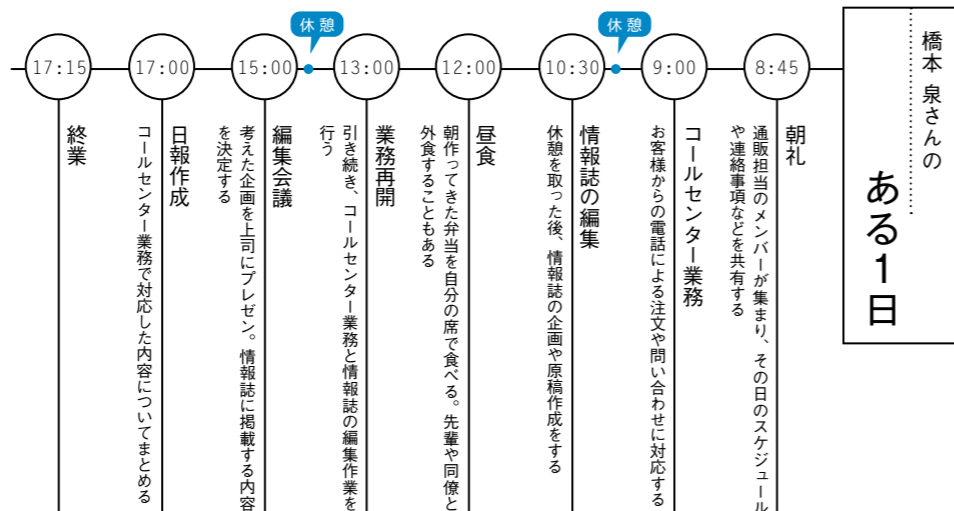 橋本 泉さんの
ある1日
8:45
朝礼
通販担当のメンバーが集まり、その日のスケジュール
や連絡事項などを共有する
9:00
コールセンター業務
お客様からの電話による注文や問い合わせに対応する
休憩
10:30
情報誌の編集
休憩を取った後、情報誌の企画や原稿作成をする
12:00
昼食
朝作ってきた弁当を自分の席で食べる。先輩や同僚と
外食することもある
13:00
業務再開
引き続き、コールセンター業務と情報誌の編集作業を
行う
休憩
15:00
編集会議
考えた企画を上司にプレゼン。情報誌に掲載する内容
を決定する
17:00
日報作成
コールセンター業務で対応した内容についてまとめる
17:15
終業